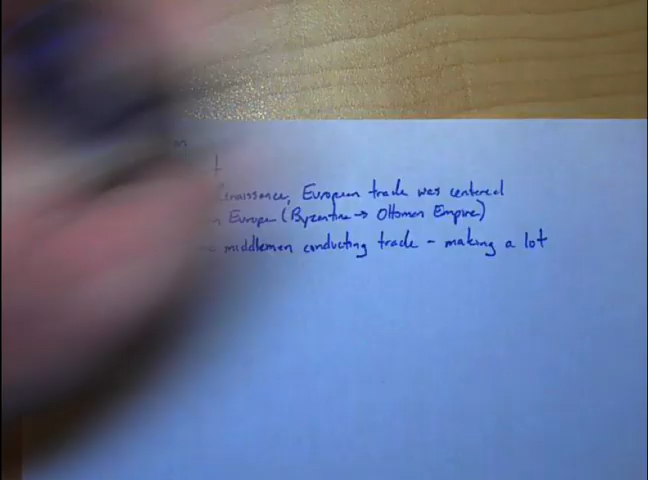 Renaissance, European trade was centered
Europe (Byzantine → Ottoman Empire)
middlemen conducting trade - making a lot